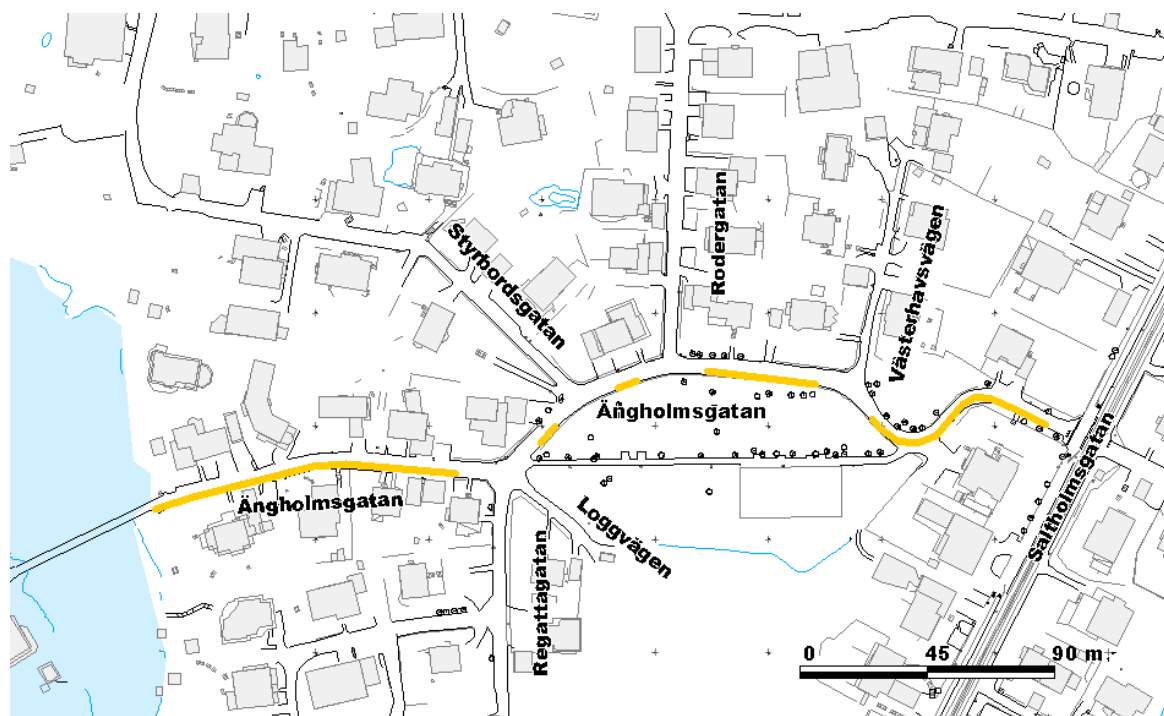 Styrbordsgatan
Rodergatan
Västerhavsvägen
Ängholmsgatan
Ängholmsgatan
Loggvägen
Regattagatan
Saltholmsgatan
0 45 90 m